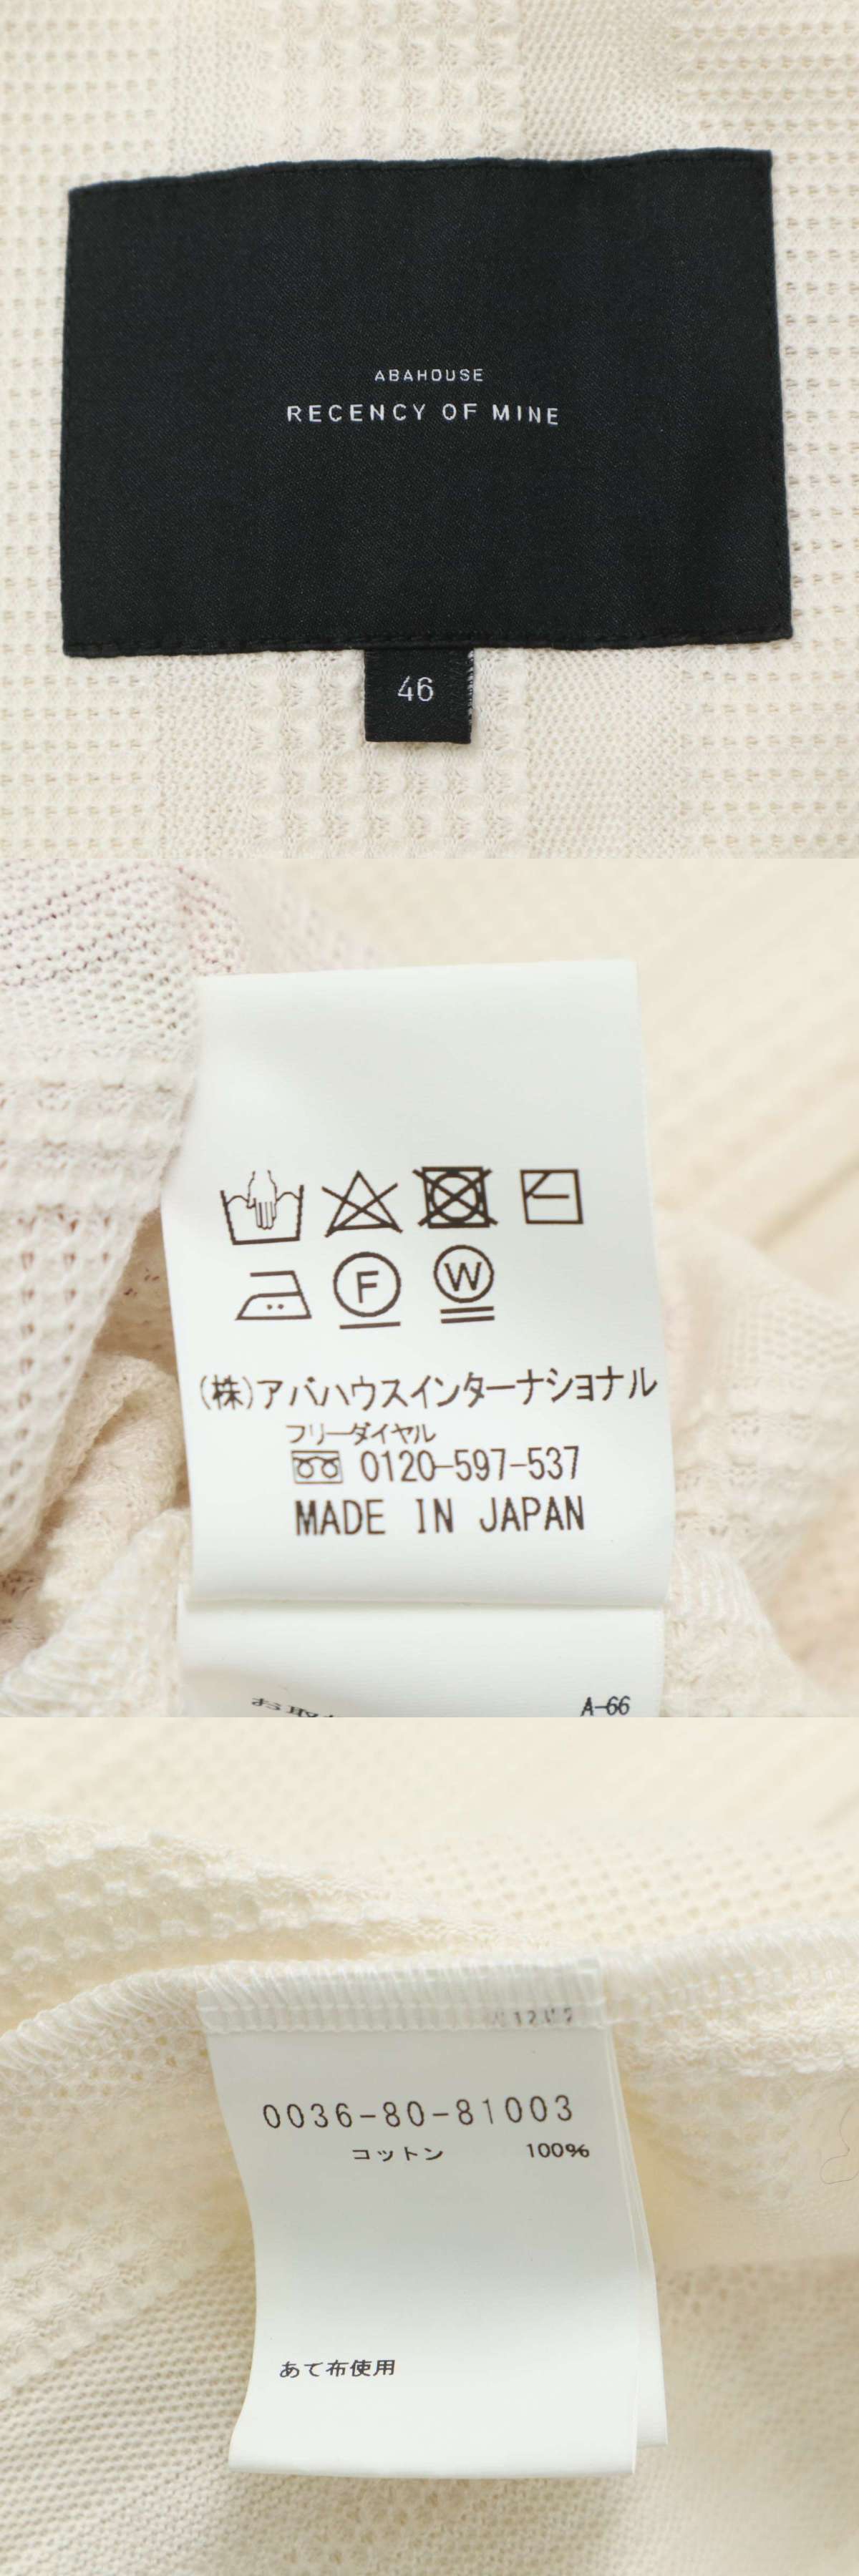 ABAHOUSE
RECENCY OF MINE
46
F W
(株)アバハウスインターナショナル
フリーダイヤル
0120-597-537
MADE IN JAPAN
A-66
0036-80-81003
コットン 100%
あて布使用